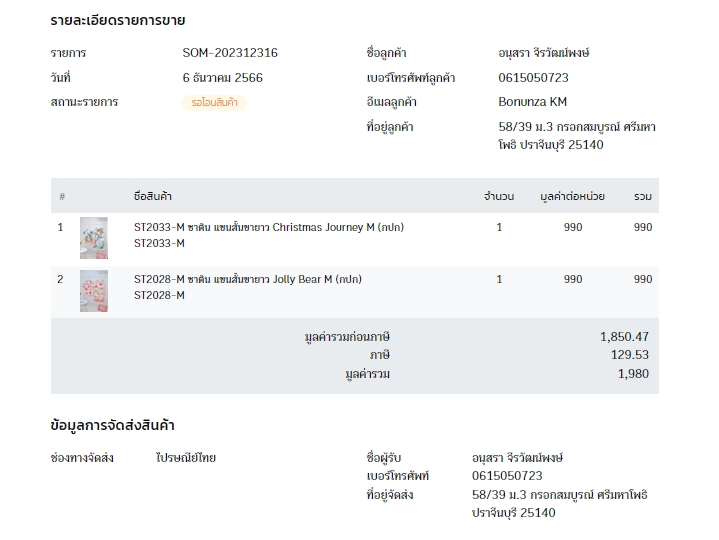 รายละเอียดรายการขาย
รายการ SOM-202312316 ชื่อลูกค้า อนุสรา จิรวัฒน์พงษ์
วันที่ 6 ธันวาคม 2566 เบอร์โทรศัพท์ลูกค้า 0615050723
สถานะรายการ รอโอนสินค้า อีเมลลูกค้า Bonunza KM
ที่อยู่ลูกค้า 58/39 ม.3 กรอกสมบูรณ์ ศรีมหา
โพธิ ปราจีนบุรี 25140
# ชื่อสินค้า จำนวน มูลค่าต่อหน่วย รวม
1 ST2033-M ซาติน แขนสั้นขายาว Christmas Journey M (กปก) 1 990 990
ST2033-M
2 ST2028-M ซาติน แขนสั้นขายาว Jolly Bear M (กปก) 1 990 990
ST2028-M
มูลค่ารวมก่อนภาษี 1,850.47
ภาษี 129.53
มูลค่ารวม 1,980
ข้อมูลการจัดส่งสินค้า
ช่องทางจัดส่ง ไปรษณีย์ไทย ชื่อผู้รับ อนุสรา จิรวัฒน์พงษ์
เบอร์โทรศัพท์ 0615050723
ที่อยู่จัดส่ง 58/39 ม.3 กรอกสมบูรณ์ ศรีมหาโพธิ
ปราจีนบุรี 25140